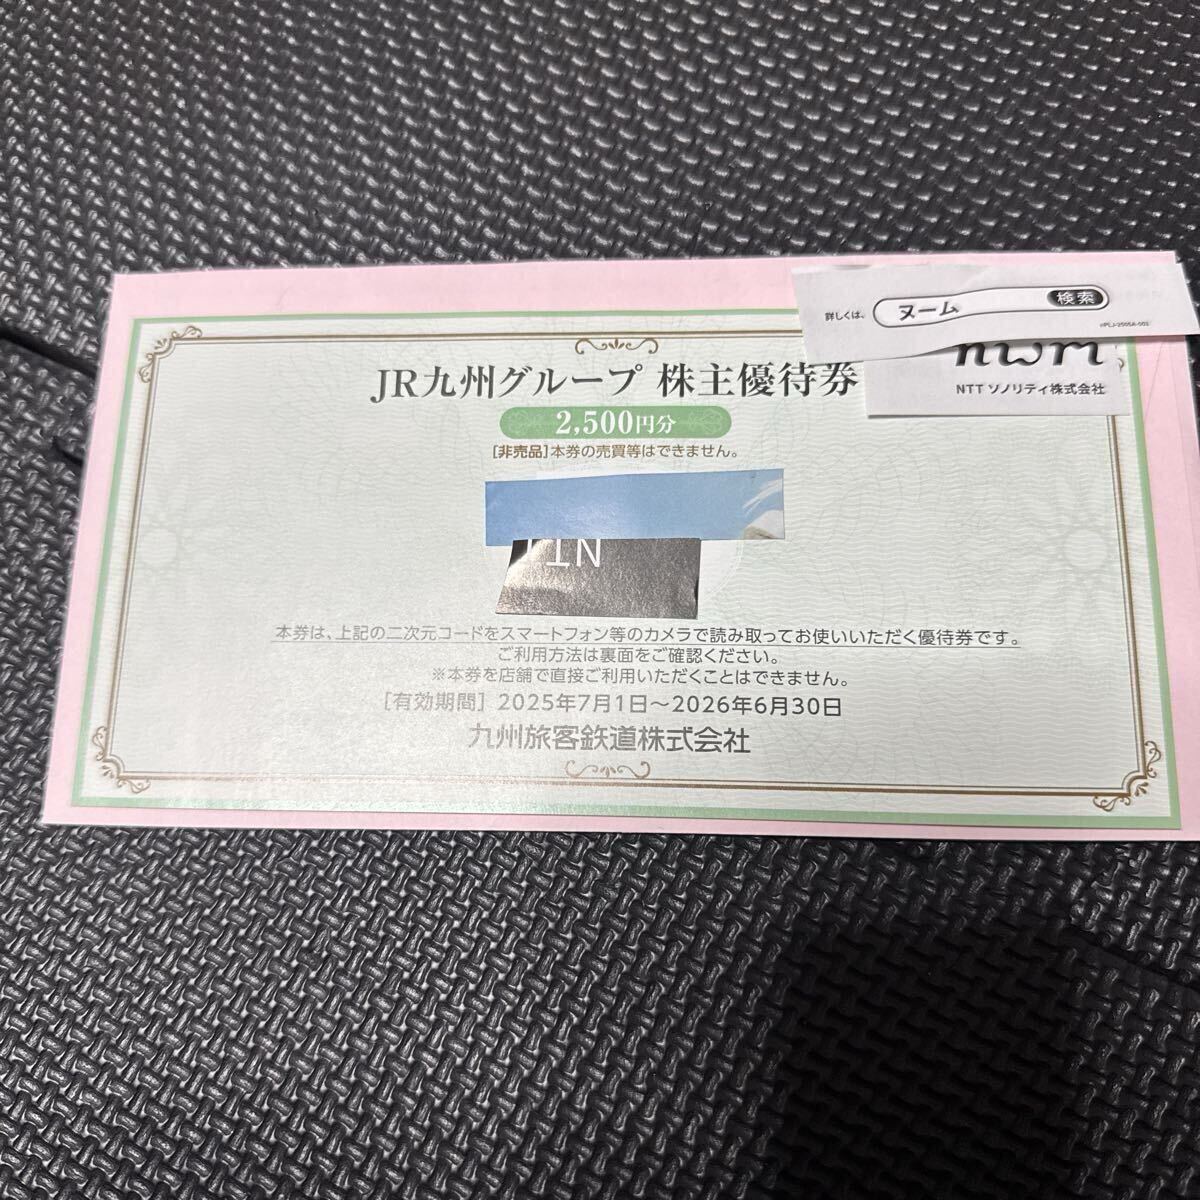 詳しくは、 ヌーム 検索
©PLJ-2005A-001
nwm
NTT ソノリティ株式会社
JR九州グループ 株主優待券
2,500円分
[非売品]本券の売買等はできません。
NT
本券は、上記の二次元コードをスマートフォン等のカメラで読み取ってお使いいただく優待券です。
ご利用方法は裏面をご確認ください。
※本券を店舗で直接ご利用いただくことはできません。
[有効期間] 2025年7月1日～2026年6月30日
九州旅客鉄道株式会社